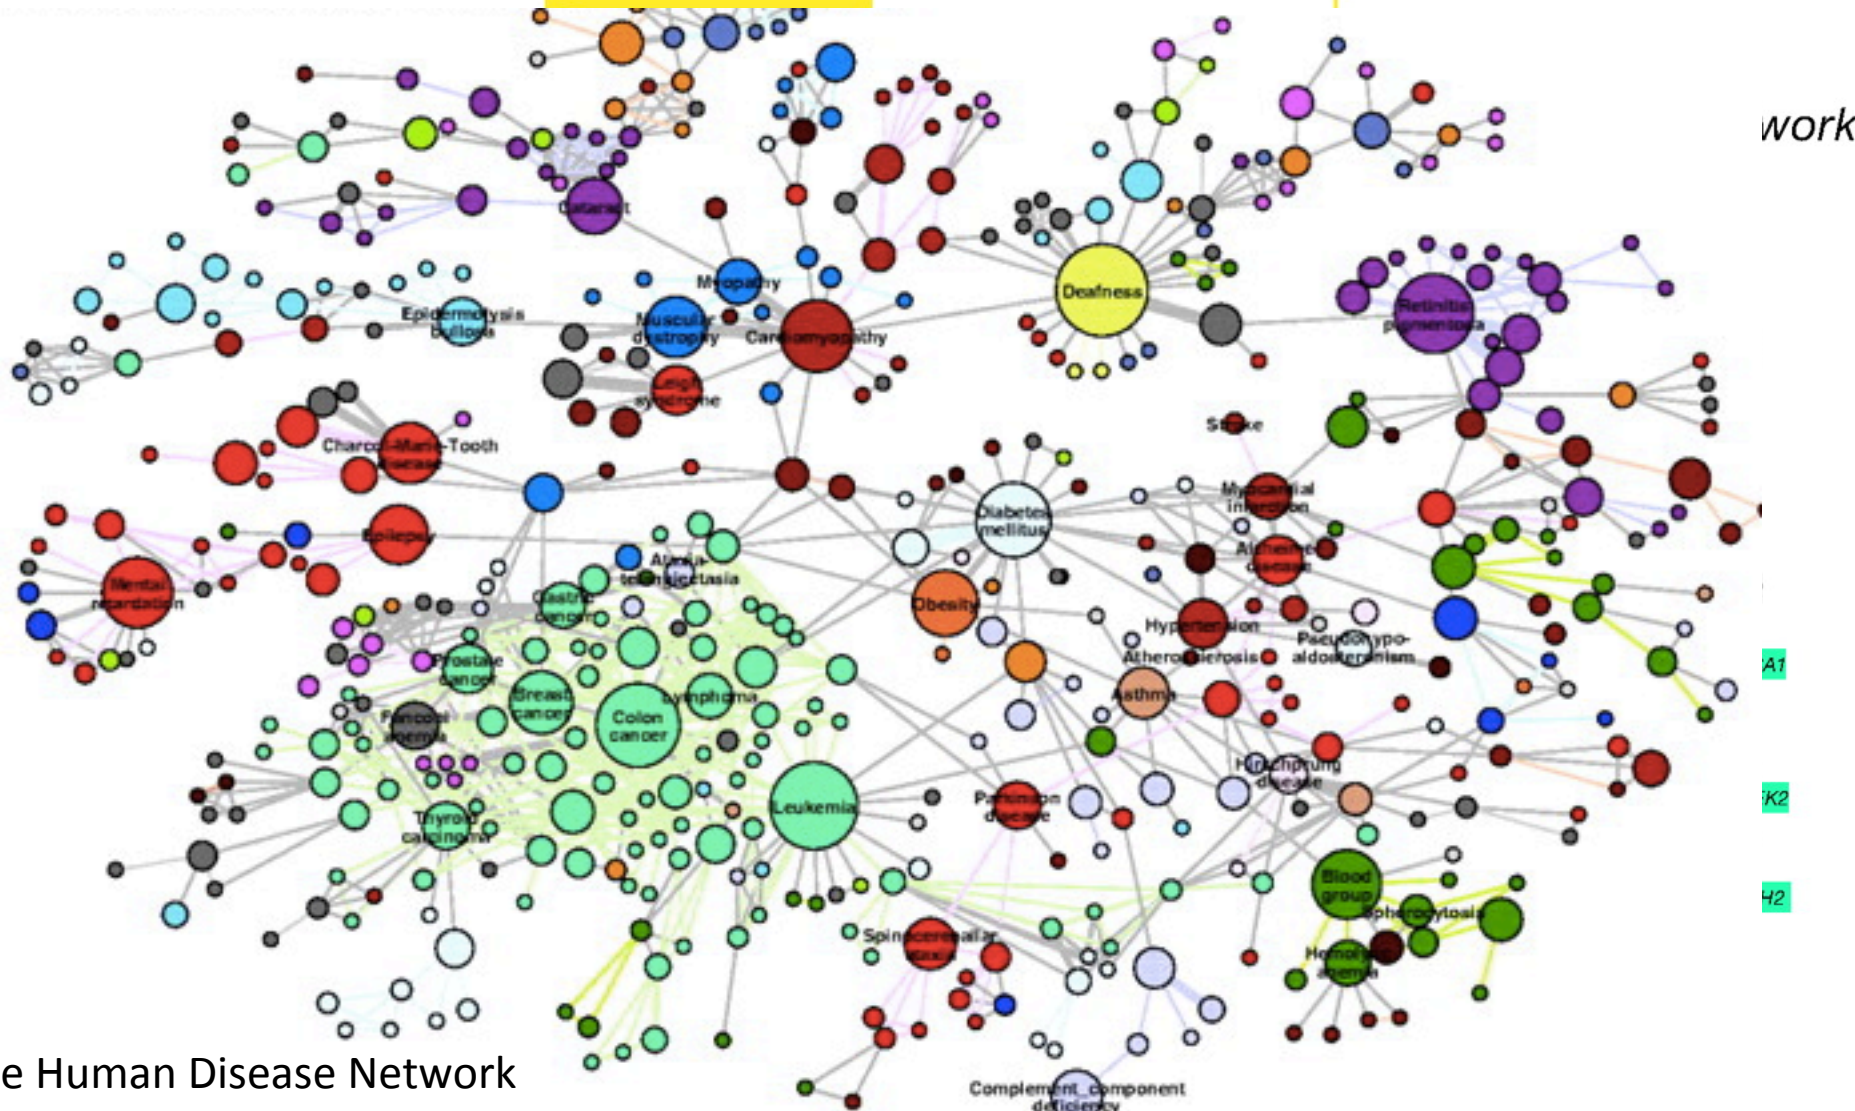 work
Cataract
Myopathy
Deafness
Epidermolysis
bullosa
Muscular
dystrophy
Cardiomyopathy
Retinitis
pigmentosa
Leigh
syndrome
Stroke
Charcot-Marie-Tooth
disease
Myocardial
infarction
Diabetes
mellitus
Epilepsy
Alzheimer
disease
Ataxia-
telangiectasia
Mental
retardation
Gastric
cancer
Obesity
Hypertension
Pseudohypo-
aldosteronism
Atherosclerosis
A1
Prostate
cancer
Breast
cancer
Lymphoma
Asthma
Fanconi
anemia
Colon
cancer
Hirschprung
disease
Leukemia
Parkinson
disease
K2
Thyroid
carcinoma
Blood
group
H2
Spherocytosis
Spinocerebellar
ataxia
Hemolytic
anemia
e Human Disease Network
Complement_component
deficiency